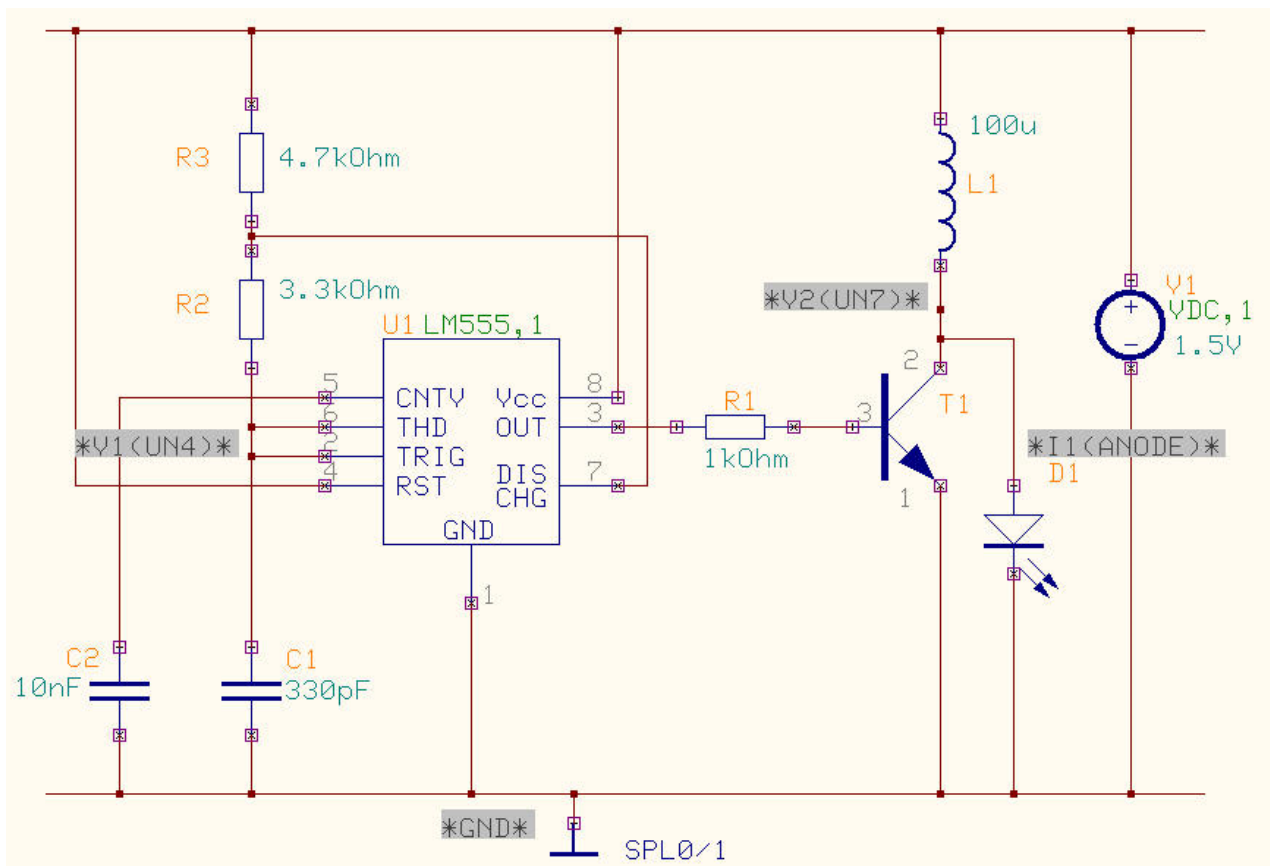 100u
R3
4.7kOhm
L1
R2
3.3kOhm
*V2(UN7)*
V1
VDC,1
1.5V
U1 LM555,1
5
CNTV
Vcc
8
2
R1
T1
6
THD
OUT
3
3
*V1(UN4)*
2
TRIG
1kOhm
*I1(ANODE)*
4
RST
DIS
CHG
7
D1
1
GND
1
C2
10nF
C1
330pF
*GND*
SPL0/1